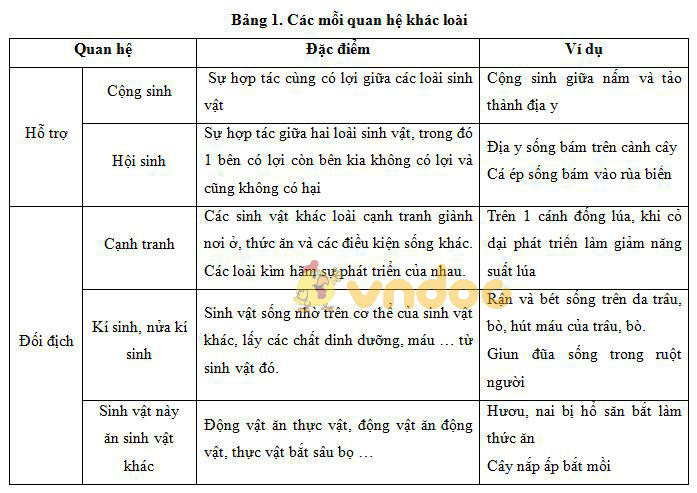 Bảng 1. Các mỗi quan hệ khác loài
Quan hệ
Đặc điểm
Ví dụ
Hỗ trợ
Cộng sinh
Sự hợp tác cùng có lợi giữa các loài sinh
vật
Cộng sinh giữa nấm và tảo
thành địa y
Hội sinh
Sự hợp tác giữa hai loài sinh vật, trong đó
1 bên có lợi còn bên kia không có lợi và
cũng không có hại
Địa y sống bám trên cành cây
Cá ép sống bám vào rùa biển
Đối địch
Cạnh tranh
Các sinh vật khác loài cạnh tranh giành
nơi ở, thức ăn và các điều kiện sống khác.
Các loài kìm hãm sự phát triển của nhau.
Trên 1 cánh đồng lúa, khi cỏ
dại phát triển làm giảm năng
suất lúa
Kí sinh, nửa kí
sinh
Sinh vật sống nhờ trên cơ thể của sinh vật
khác, lấy các chất dinh dưỡng, máu … từ
sinh vật đó.
Rận và bét sống trên da trâu,
bò, hút máu của trâu, bò.
Giun đũa sống trong ruột
người
Sinh vật này
ăn sinh vật
khác
Động vật ăn thực vật, động vật ăn động
vật, thực vật bắt sâu bọ …
Hươu, nai bị hổ săn bắt làm
thức ăn
Cây nắp ấp bắt mồi
vndoc